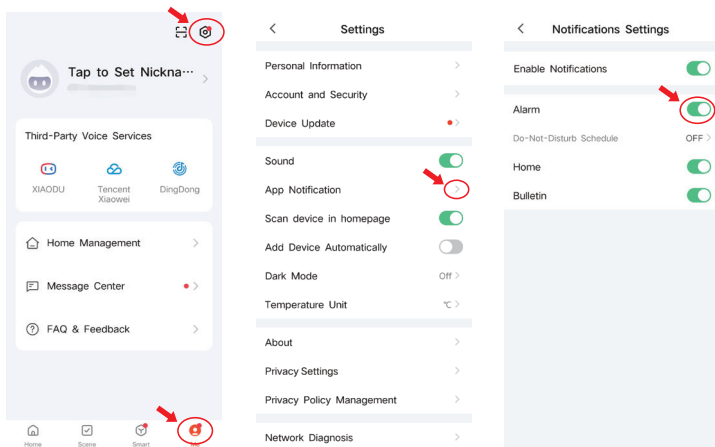 Tap to Set Nickna···
Third-Party Voice Services
XIAODU
Tencent
Xiaowei
DingDong
Home Management
Message Center
FAQ & Feedback
Home
Scene
Smart
Me
Settings
Personal Information
Account and Security
Device Update
Sound
App Notification
Scan device in homepage
Add Device Automatically
Dark Mode
Off
Temperature Unit
℃
About
Privacy Settings
Privacy Policy Management
Network Diagnosis
Notifications Settings
Enable Notifications
Alarm
Do-Not-Disturb Schedule
OFF
Home
Bulletin